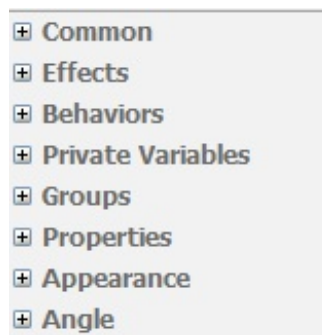 Common
Effects
Behaviors
Private Variables
Groups
Properties
Appearance
Angle